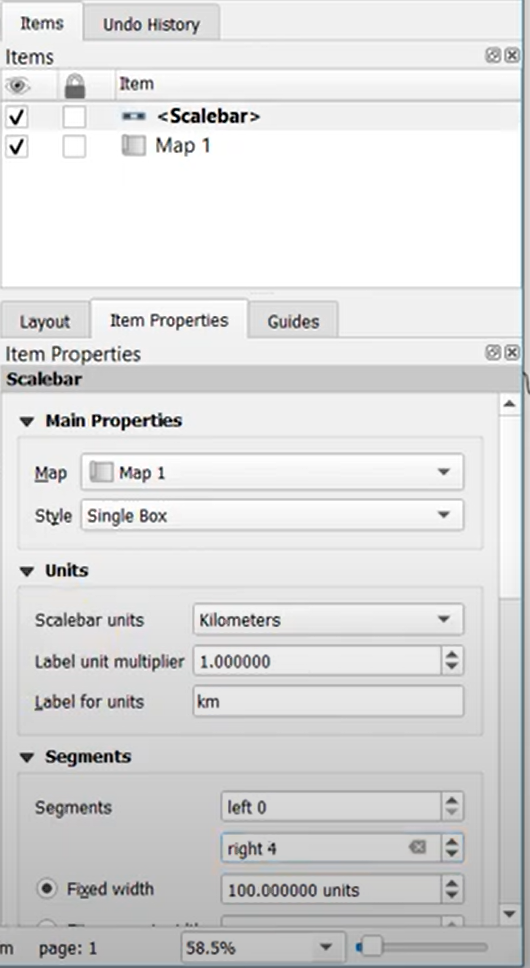 Items Undo History
Items
Item
<Scalebar>
Map 1
Layout Item Properties Guides
Item Properties
Scalebar
Main Properties
Map Map 1
Style Single Box
Units
Scalebar units Kilometers
Label unit multiplier 1.000000
Label for units km
Segments
Segments left 0
right 4
Fixed width 100.000000 units
m page: 1 58.5%